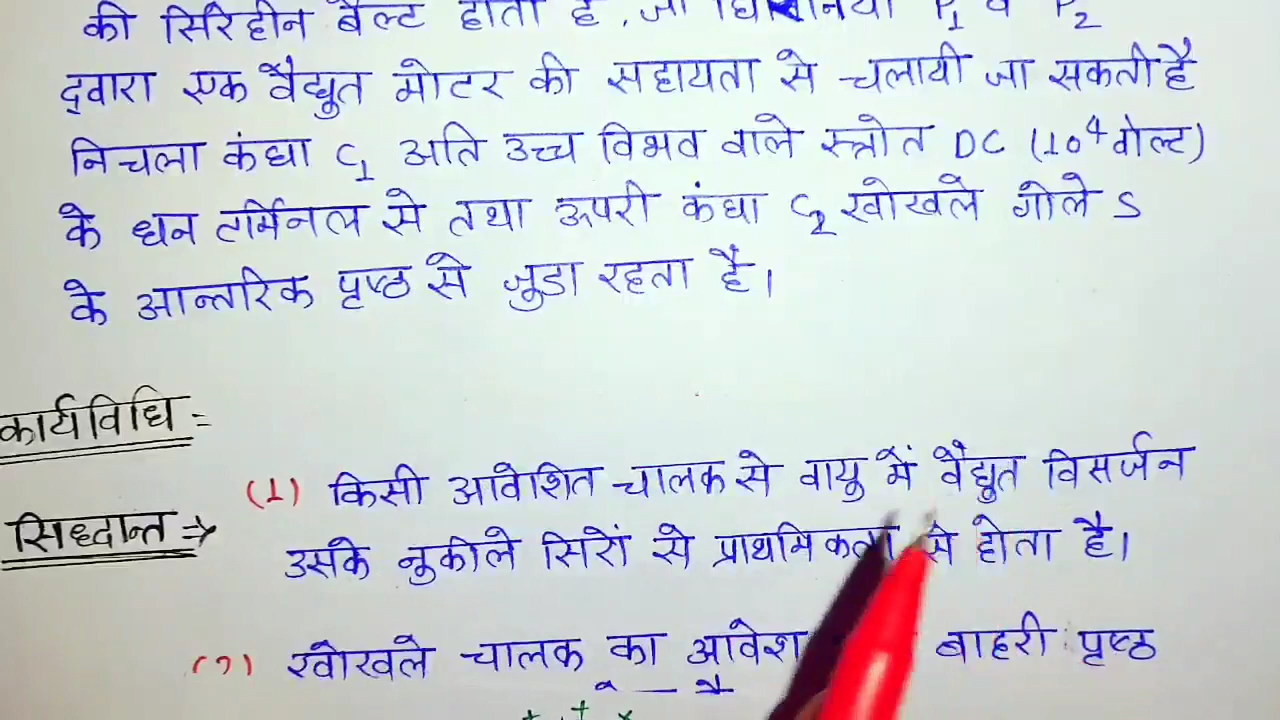 की सिरेहीन बेल्ट होती है, जो घिरनियों P₁ व P₂
द्वारा एक वैद्युत मोटर की सहायता से चलायी जा सकती है
निचला कंघा C₁ अति उच्च विभव वाले स्त्रोत DC (10⁴ वोल्ट)
के धन टर्मिनल से तथा ऊपरी कंघा C₂ खोखले गोले S
के आन्तरिक पृष्ठ से जुडा रहता है।
कार्यविधि =
(1) किसी आवेशित चालक से वायु में वैद्युत विसर्जन
सिद्धान्त ⇒
उसके नुकीले सिरों से प्राथमिकता से होता है।
खोखले चालक का आवेश बाहरी पृष्ठ